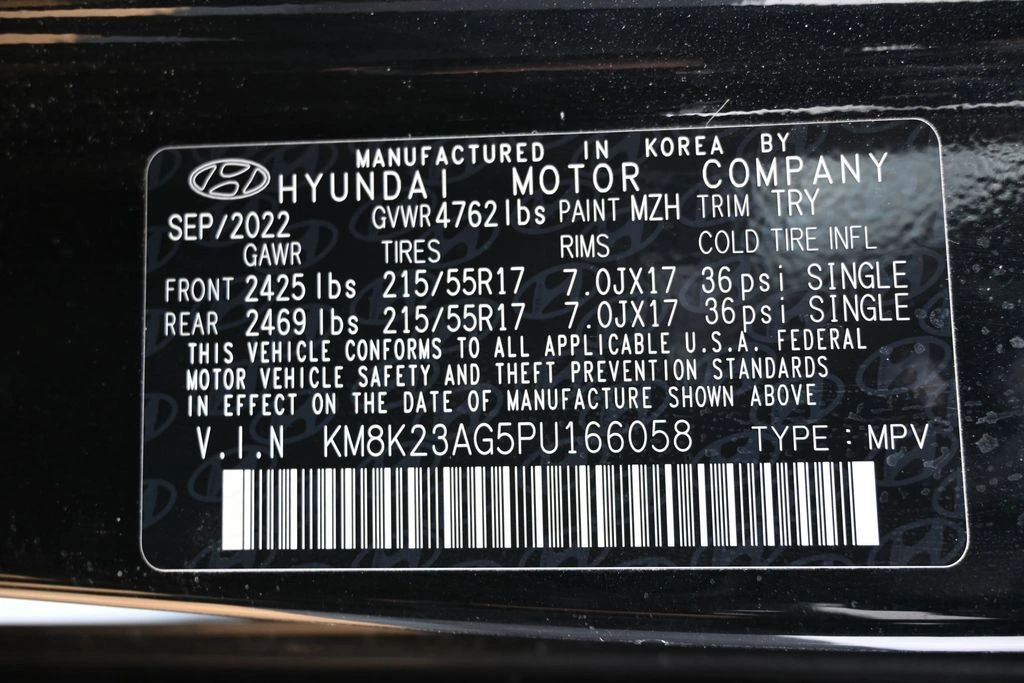 MANUFACTURED IN KOREA BY
HYUNDAI MOTOR COMPANY
SEP/2022 GVWR 4762 lbs PAINT MZH TRIM TRY
GAWR TIRES RIMS COLD TIRE INFL
FRONT 2425 lbs 215/55R17 7.0JX17 36psi SINGLE
REAR 2469 lbs 215/55R17 7.0JX17 36psi SINGLE
THIS VEHICLE CONFORMS TO ALL APPLICABLE U.S.A. FEDERAL
MOTOR VEHICLE SAFETY AND THEFT PREVENTION STANDARDS
IN EFFECT ON THE DATE OF MANUFACTURE SHOWN ABOVE
V.I.N KM8K23AG5PU166058 TYPE : MPV